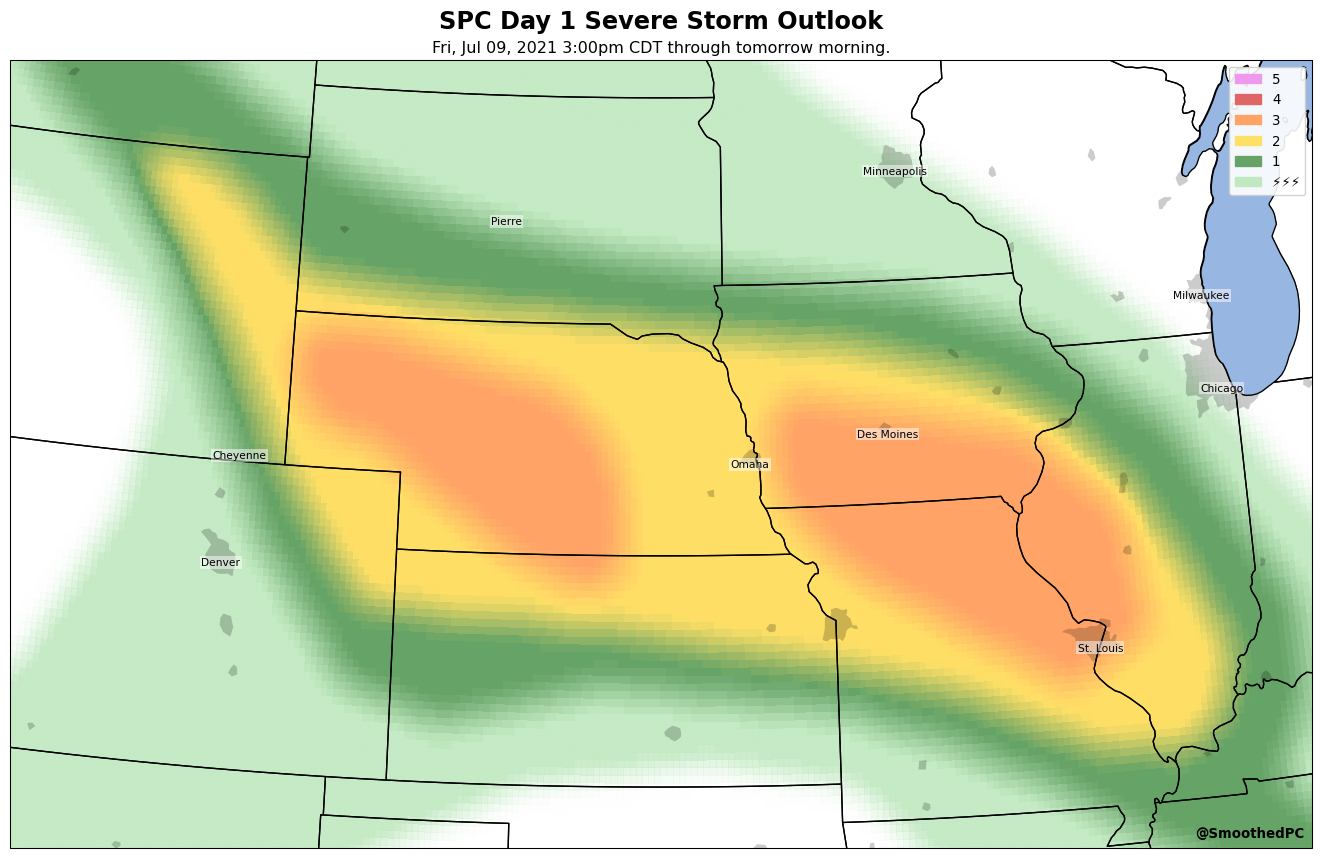 SPC Day 1 Severe Storm Outlook
Fri, Jul 09, 2021 3:00pm CDT through tomorrow morning.
5
4
3
2
1
⚡⚡⚡
Minneapolis
Pierre
Milwaukee
Chicago
Des Moines
Cheyenne
Omaha
Denver
St. Louis
@SmoothedPC